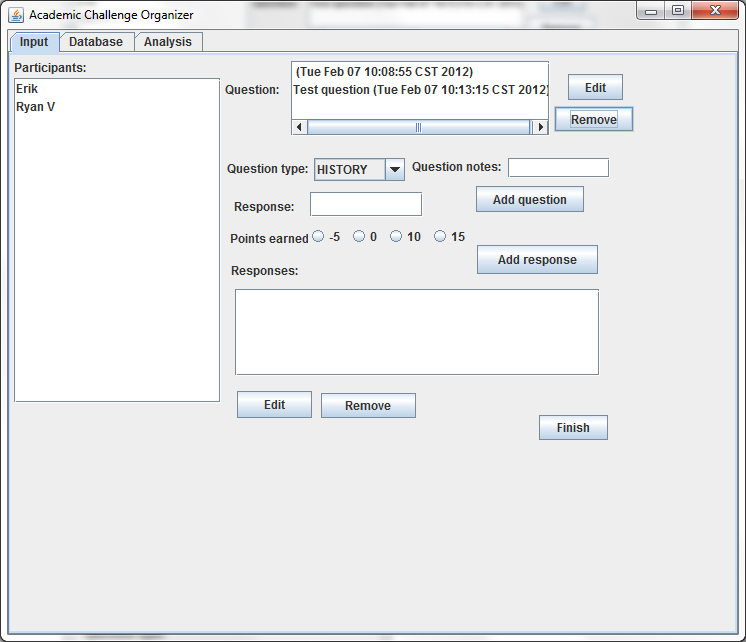 Academic Challenge Organizer
Input Database Analysis
Participants:
Erik
Ryan V
Question:
(Tue Feb 07 10:08:55 CST 2012)
Test question (Tue Feb 07 10:13:15 CST 2012)
Edit
Remove
Question type: HISTORY Question notes:
Response: Add question
Points earned -5 0 10 15
Add response
Responses:
Edit Remove
Finish